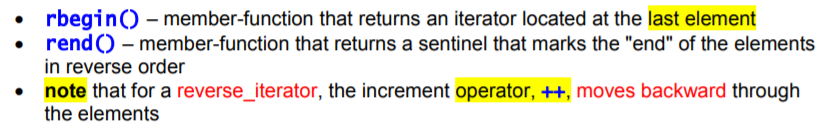 • rbegin() – member-function that returns an iterator located at the last element
• rend() – member-function that returns a sentinel that marks the "end" of the elements
in reverse order
• note that for a reverse_iterator, the increment operator, ++, moves backward through
the elements